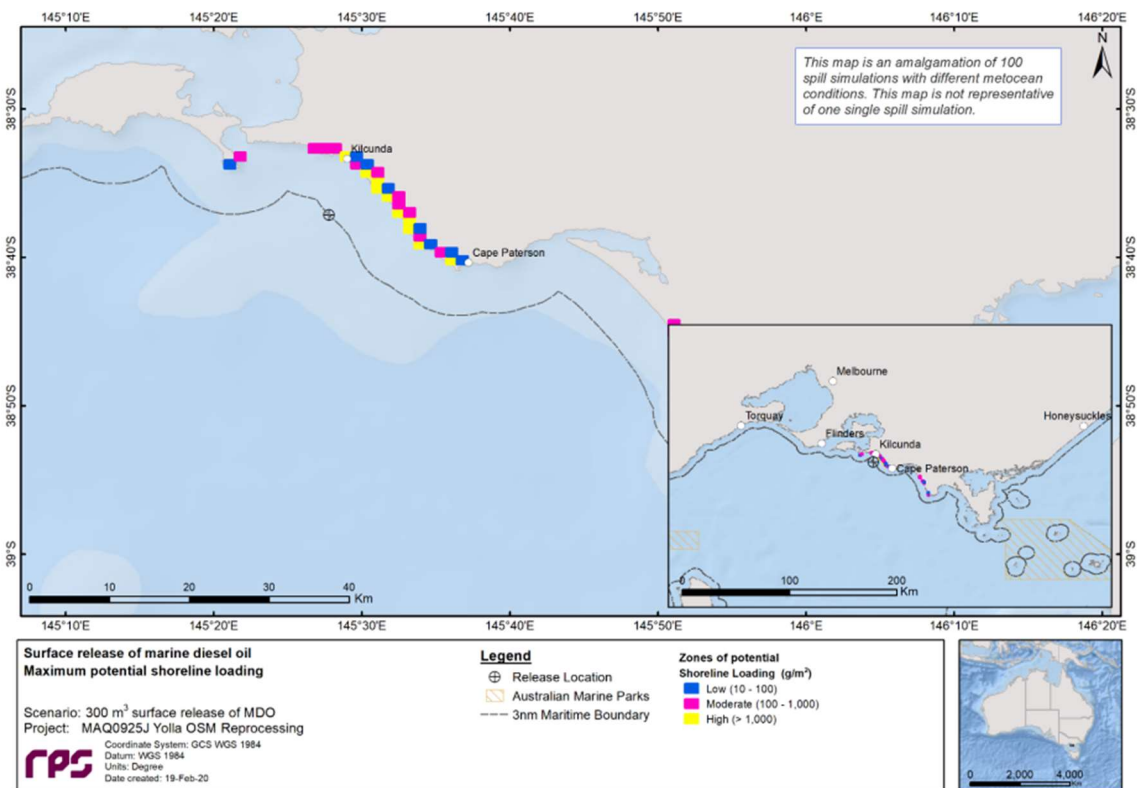 145°10'E 145°20'E 145°30'E 145°40'E 145°50'E 146°E 146°10'E 146°20'E
N
This map is an amalgamation of 100
spill simulations with different metocean
conditions. This map is not representative
of one single spill simulation.
38°30'S 38°30'S
Kilcunda
38°40'S 38°40'S
Cape Paterson
38°50'S 38°50'S
Melbourne
Torquay
Honeysuckles
Flinders
Kilcunda
Cape Paterson
39°S 39°S
0 10 20 30 40 Km
0 100 200 Km
145°10'E 145°20'E 145°30'E 145°40'E 145°50'E 146°E 146°10'E 146°20'E
Surface release of marine diesel oil
Maximum potential shoreline loading
Scenario: 300 m³ surface release of MDO
Project: MAQ0925J Yolla OSM Reprocessing
rps
Coordinate System: GCS WGS 1984
Datum: WGS 1984
Units: Degree
Date created: 19-Feb-20
Legend
Release Location
Australian Marine Parks
3nm Maritime Boundary
Zones of potential
Shoreline Loading (g/m²)
Low (10 - 100)
Moderate (100 - 1,000)
High (> 1,000)
0 2,000 4,000
Km